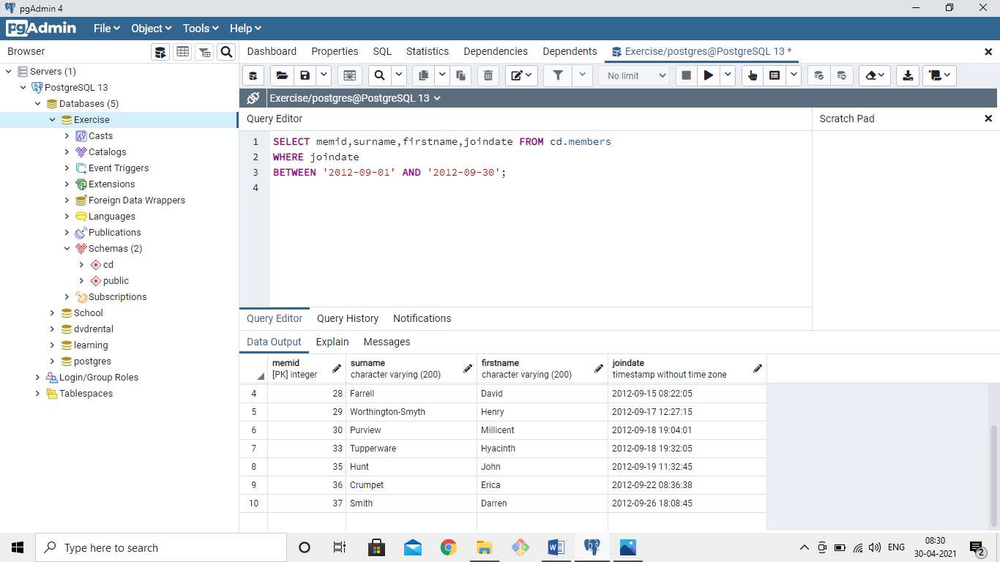 pgAdmin 4
pgAdmin File Object Tools Help
Browser
Dashboard Properties SQL Statistics Dependencies Dependents Exercise/postgres@PostgreSQL 13 *
Servers (1)
PostgreSQL 13
Databases (5)
Exercise
Casts
Catalogs
Event Triggers
Extensions
Foreign Data Wrappers
Languages
Publications
Schemas (2)
cd
public
Subscriptions
School
dvdrental
learning
postgres
Login/Group Roles
Tablespaces
No limit
Exercise/postgres@PostgreSQL 13
Query Editor
Scratch Pad
1 SELECT memid,surname,firstname,joindate FROM cd.members
2 WHERE joindate
3 BETWEEN '2012-09-01' AND '2012-09-30';
4
Query Editor Query History Notifications
Data Output Explain Messages
memid surname firstname joindate
[PK] integer character varying (200) character varying (200) timestamp without time zone
4 28 Farrell David 2012-09-15 08:22:05
5 29 Worthington-Smyth Henry 2012-09-17 12:27:15
6 30 Purview Millicent 2012-09-18 19:04:01
7 33 Tupperware Hyacinth 2012-09-18 19:32:05
8 35 Hunt John 2012-09-19 11:32:45
9 36 Crumpet Erica 2012-09-22 08:36:38
10 37 Smith Darren 2012-09-26 18:08:45
Type here to search
ENG
08:30
30-04-2021
2